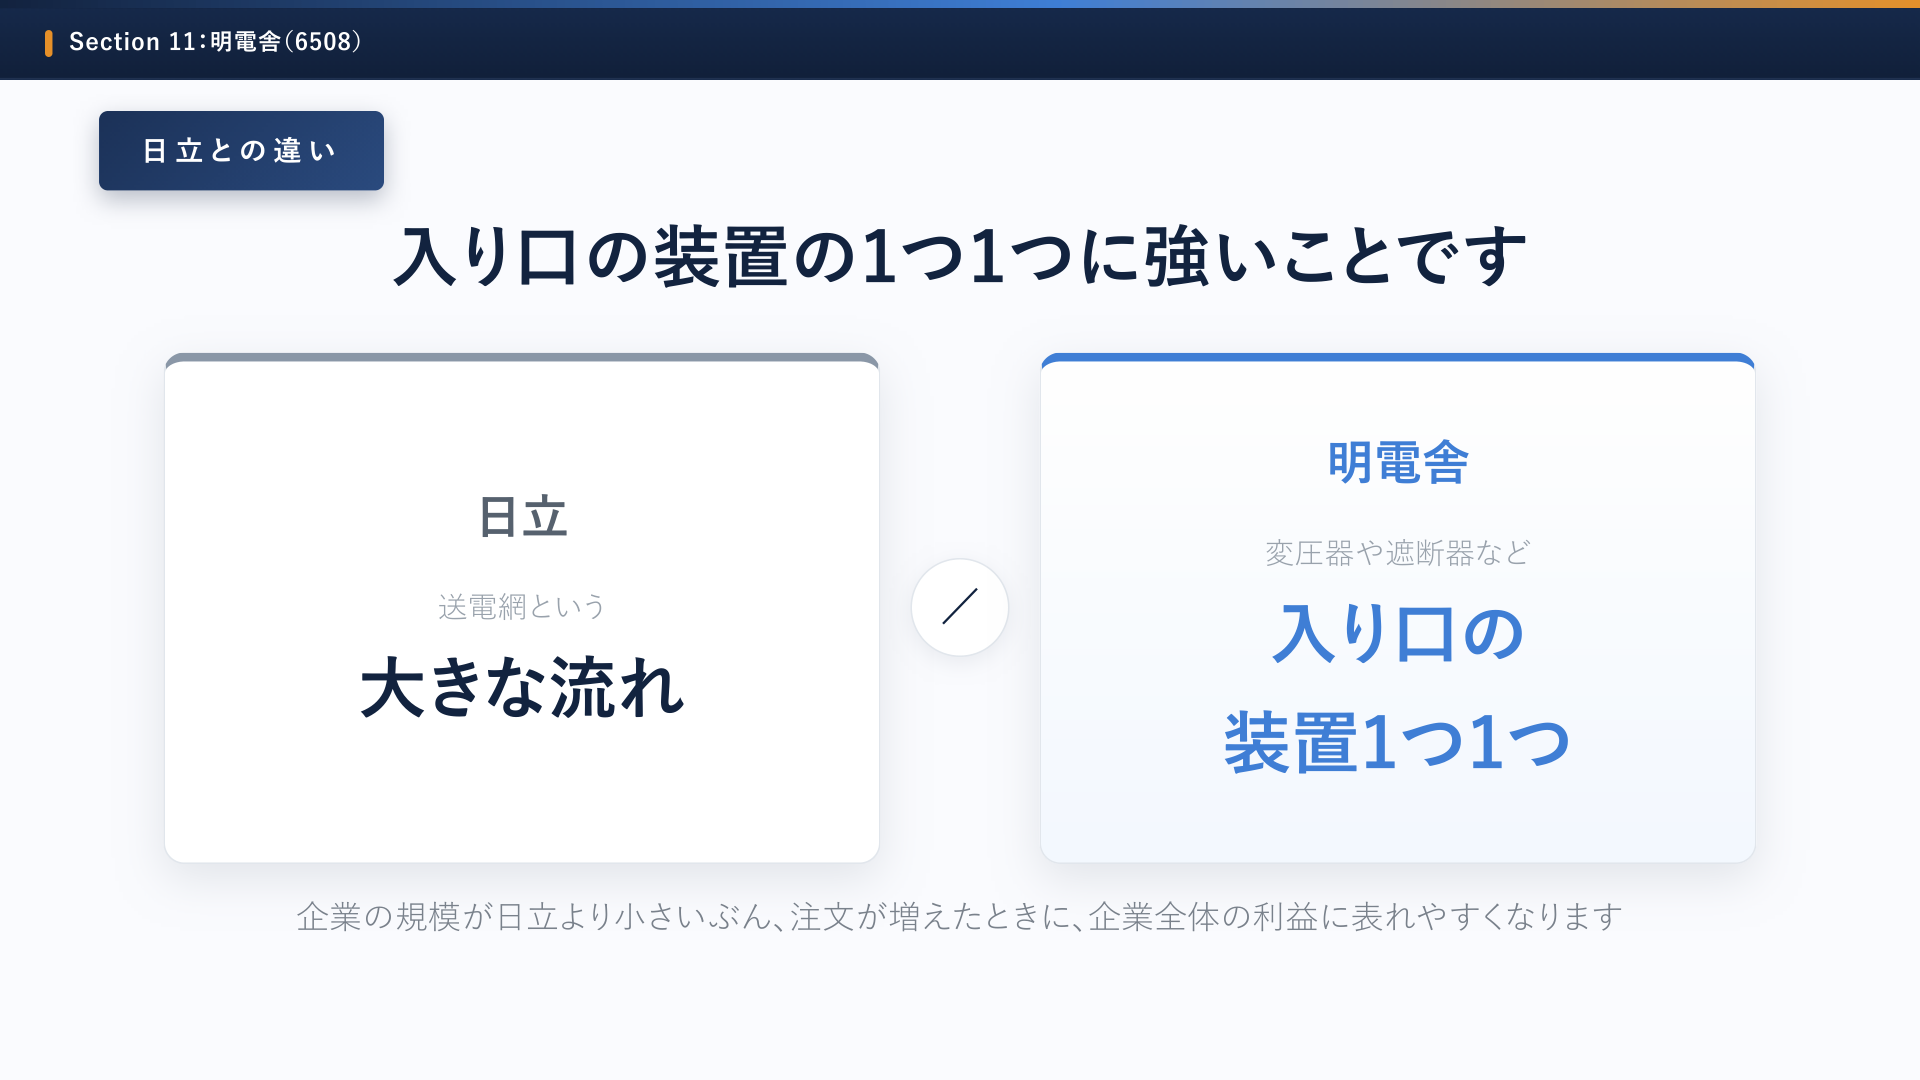 Section 11：明電舎（6508）
日立との違い
入り口の装置の1つ1つに強いことです
日立
送電網という
大きな流れ
／
明電舎
変圧器や遮断器など
入り口の
装置1つ1つ
企業の規模が日立より小さいぶん、注文が増えたときに、企業全体の利益に表れやすくなります